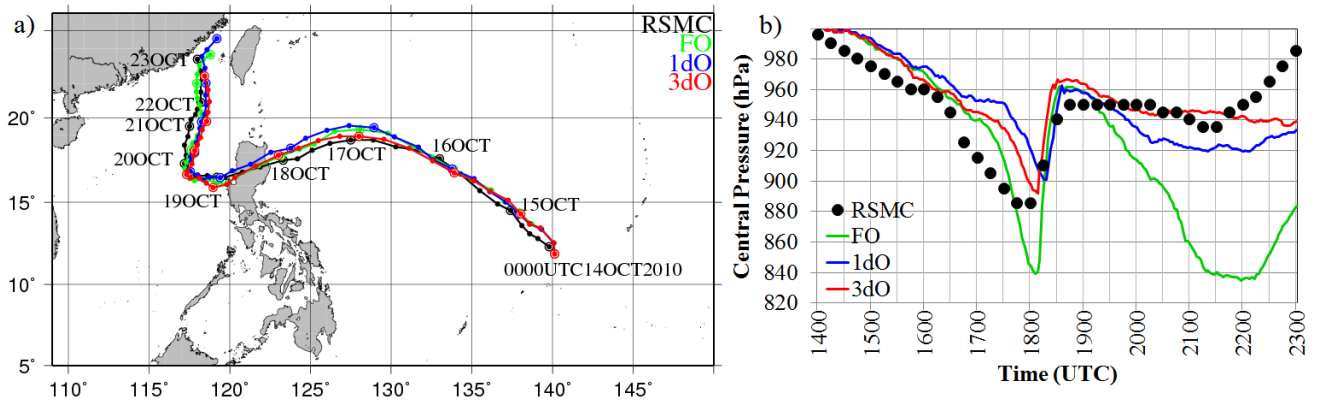 a)
RSMC
FO
1dO
3dO
23OCT
22OCT
21OCT
20OCT
19OCT
18OCT
17OCT
16OCT
15OCT
0000UTC14OCT2010
20°
15°
10°
5°
110
115
120
125
130
135
140
145
b)
Central Pressure (hPa)
980
960
940
920
900
880
860
840
820
RSMC
FO
1dO
3dO
1400
1500
1600
1700
1800
1900
2000
2100
2200
2300
Time (UTC)